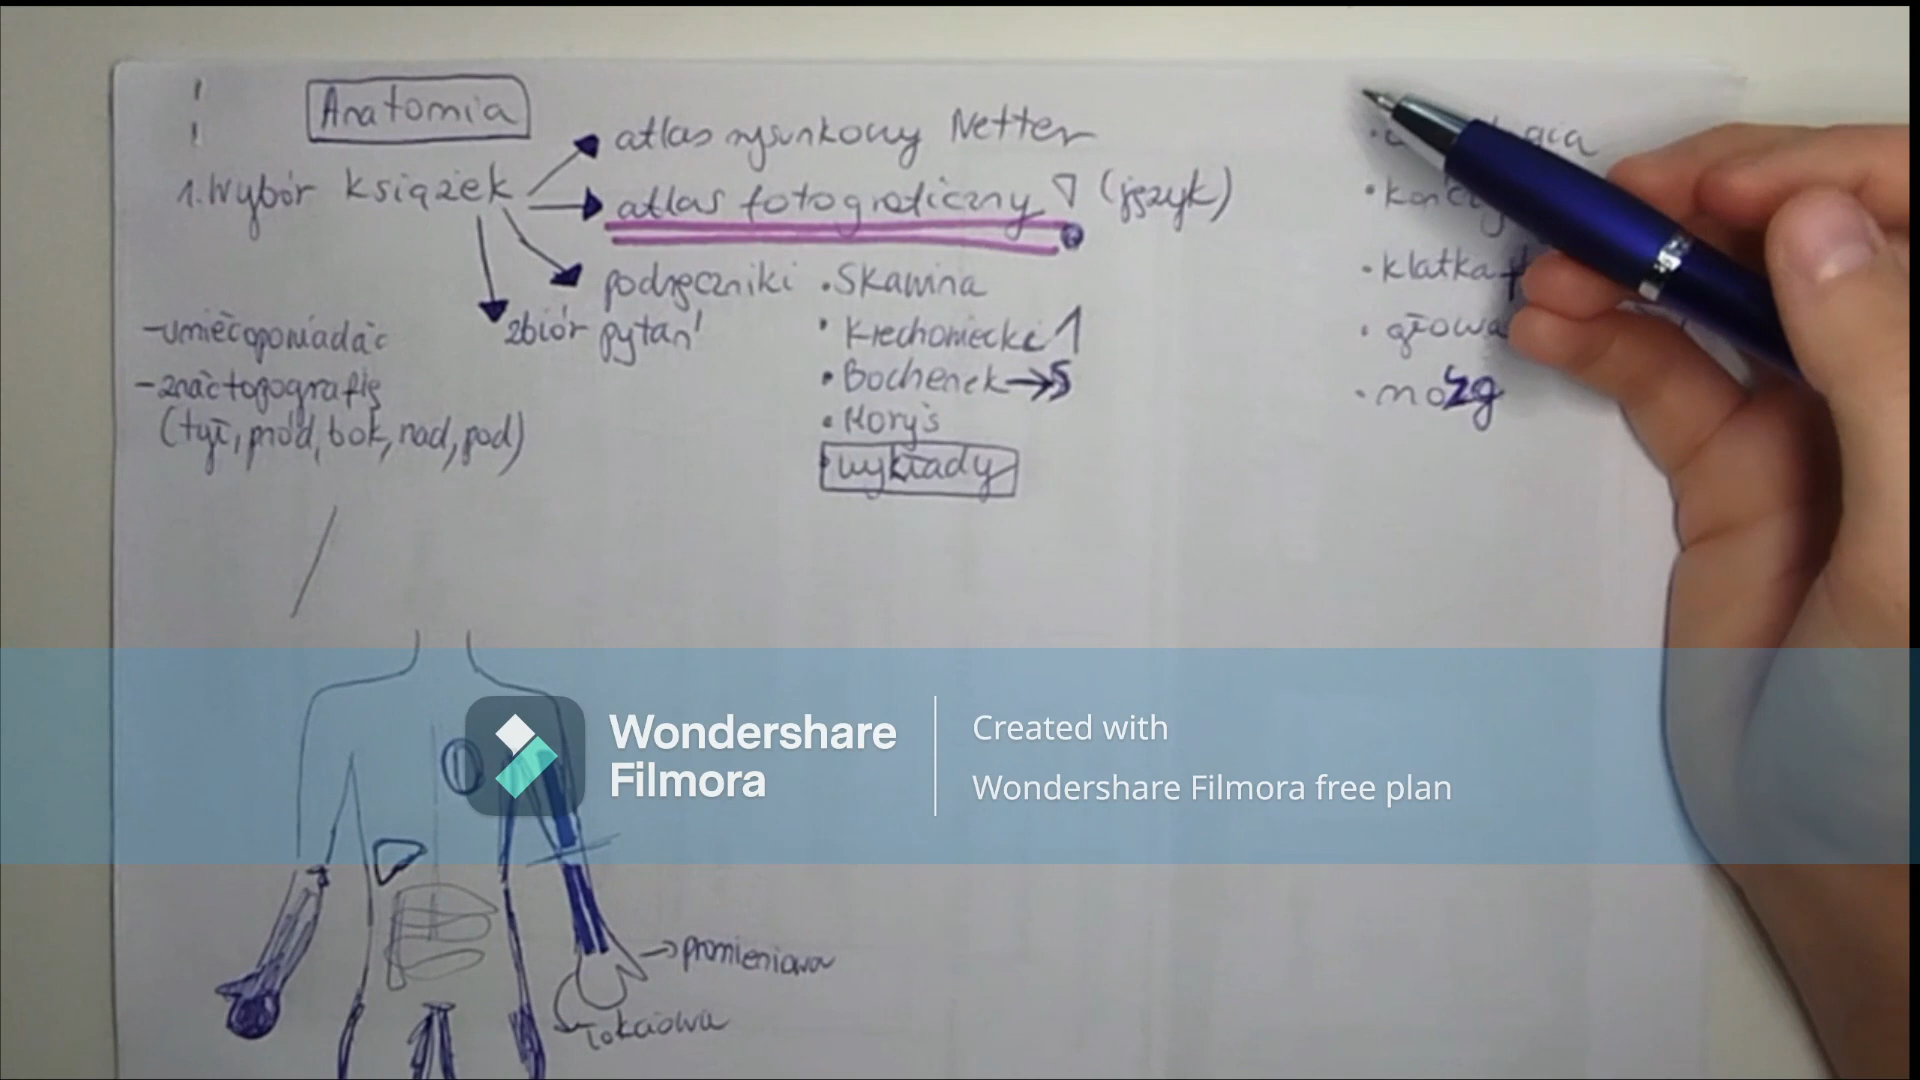 Anatomia
1. Wybór książek
atlas rysunkowy Netter
atlas fotograficzny (język)
podręczniki • Skawina
zbiór pytań
• Krechowiecki 1
• Bochenek → 5
• Moryś
• wykłady
- umieć opowiadać
- znać topografię
(tył, przód, bok, nad, pod)
• klatka
• głowa
• mózg
Wondershare
Filmora
Created with
Wondershare Filmora free plan
→ promieniowa
łokciowa